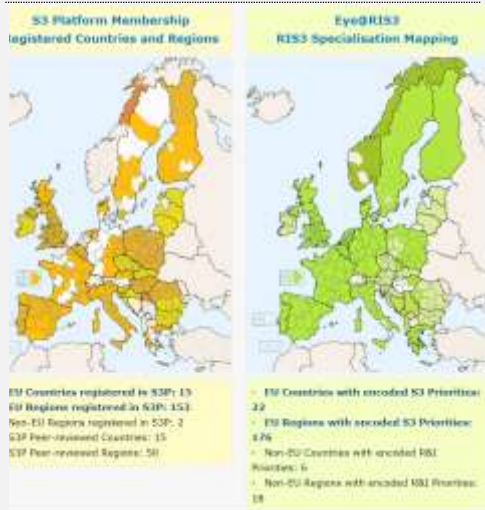 S3 Platform Membership
Registered Countries and Regions
EU Countries registered in S3P: 15
EU Regions registered in S3P: 153
Non-EU Regions registered in S3P: 2
S3P Peer-reviewed Countries: 15
S3P Peer-reviewed Regions: 50
Eye@RIS3
RIS3 Specialisation Mapping
- EU Countries with encoded S3 Priorities:
22
- EU Regions with encoded S3 Priorities:
176
- Non-EU Countries with encoded R&I
Priorities: 6
- Non-EU Regions with encoded R&I Priorities:
18